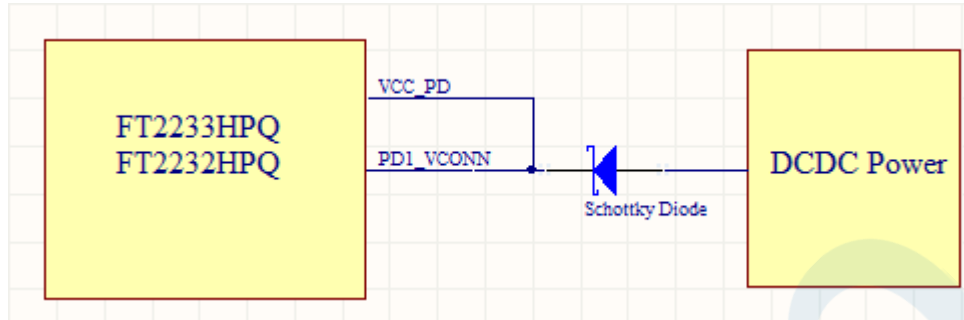 VCC_PD
FT2233HPQ
FT2232HPQ
PD1_VCONN
DCDC Power
Schottky Diode